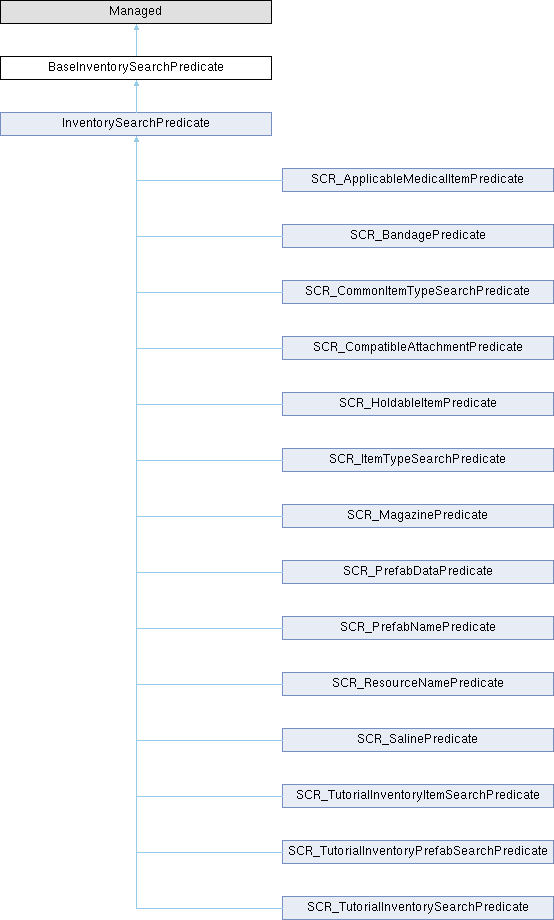 Managed
BaseInventorySearchPredicate
InventorySearchPredicate
SCR_ApplicableMedicalItemPredicate
SCR_BandagePredicate
SCR_CommonItemTypeSearchPredicate
SCR_CompatibleAttachmentPredicate
SCR_HoldableItemPredicate
SCR_ItemTypeSearchPredicate
SCR_MagazinePredicate
SCR_PrefabDataPredicate
SCR_PrefabNamePredicate
SCR_ResourceNamePredicate
SCR_SalinePredicate
SCR_TutorialInventoryItemSearchPredicate
SCR_TutorialInventoryPrefabSearchPredicate
SCR_TutorialInventorySearchPredicate